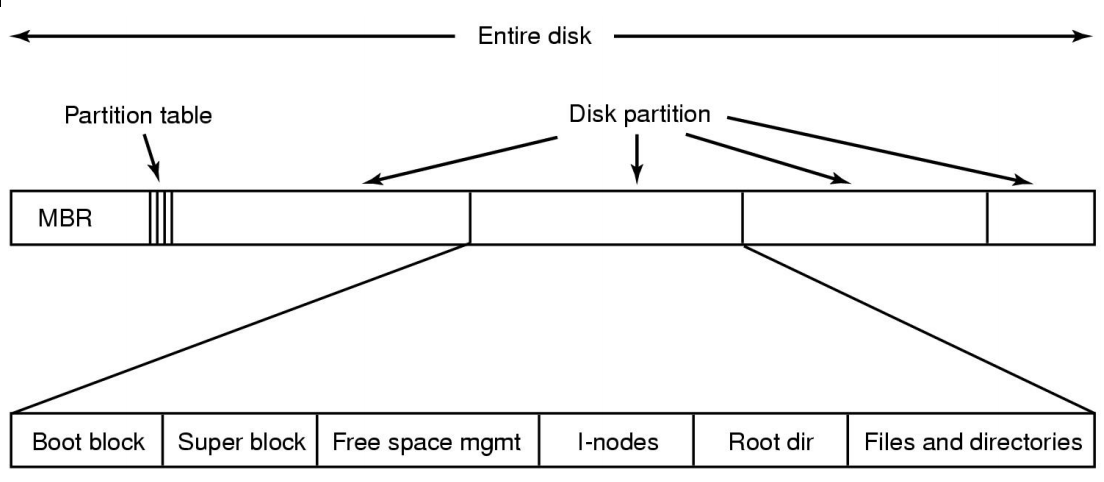 Entire disk
Partition table
Disk partition
MBR
Boot block
Super block
Free space mgmt
I-nodes
Root dir
Files and directories